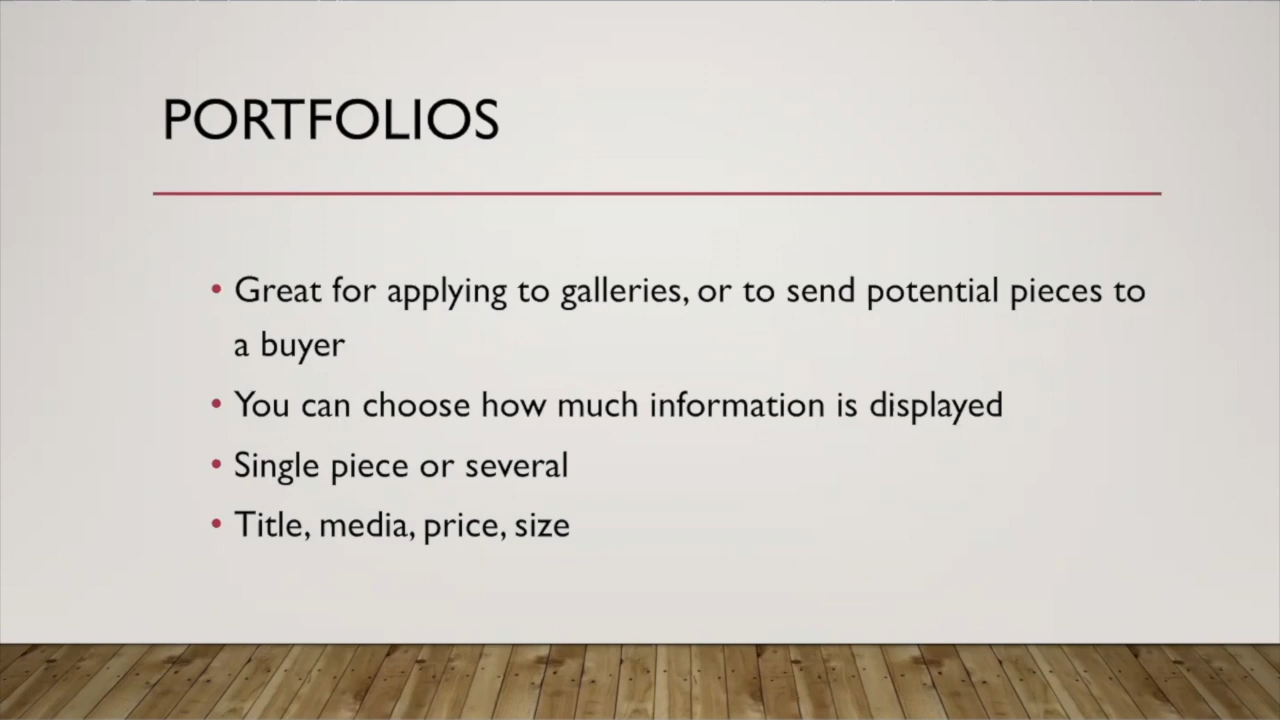 PORTFOLIOS
• Great for applying to galleries, or to send potential pieces to
a buyer
• You can choose how much information is displayed
• Single piece or several
• Title, media, price, size